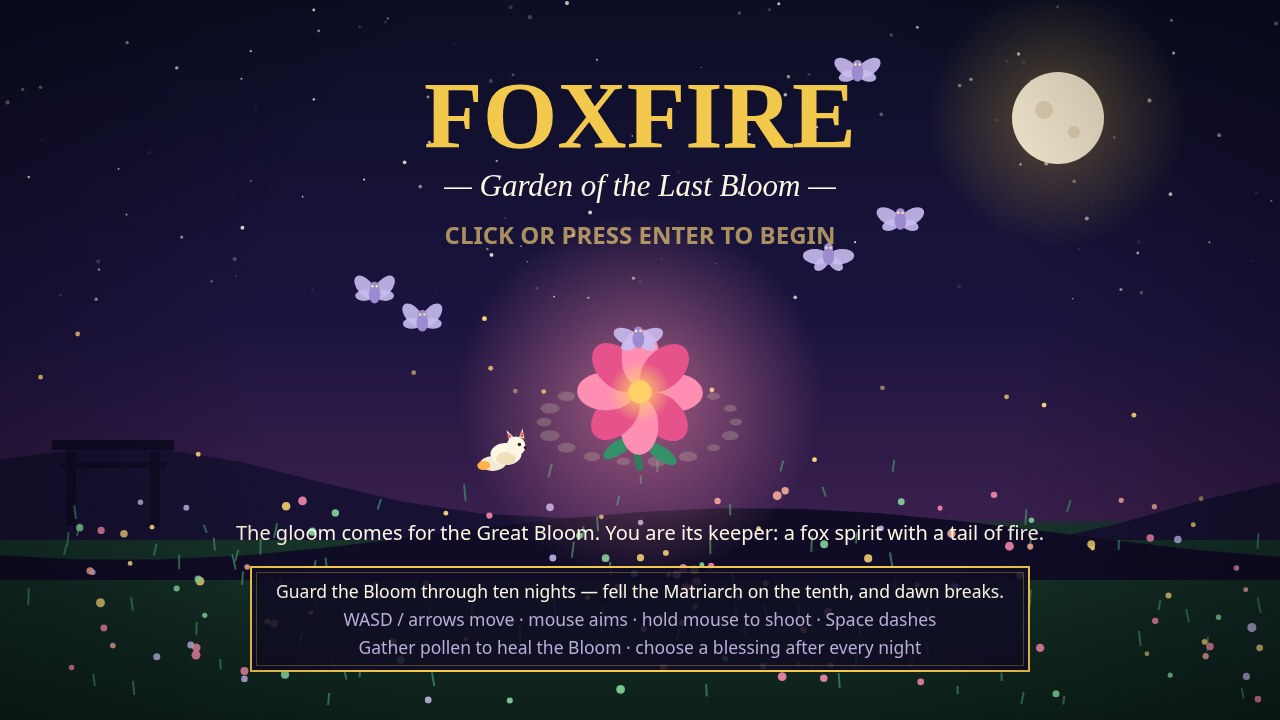 FOXFIRE
— Garden of the Last Bloom —
CLICK OR PRESS ENTER TO BEGIN
The gloom comes for the Great Bloom. You are its keeper: a fox spirit with a tail of fire.
Guard the Bloom through ten nights — fell the Matriarch on the tenth, and dawn breaks.
WASD / arrows move · mouse aims · hold mouse to shoot · Space dashes
Gather pollen to heal the Bloom · choose a blessing after every night